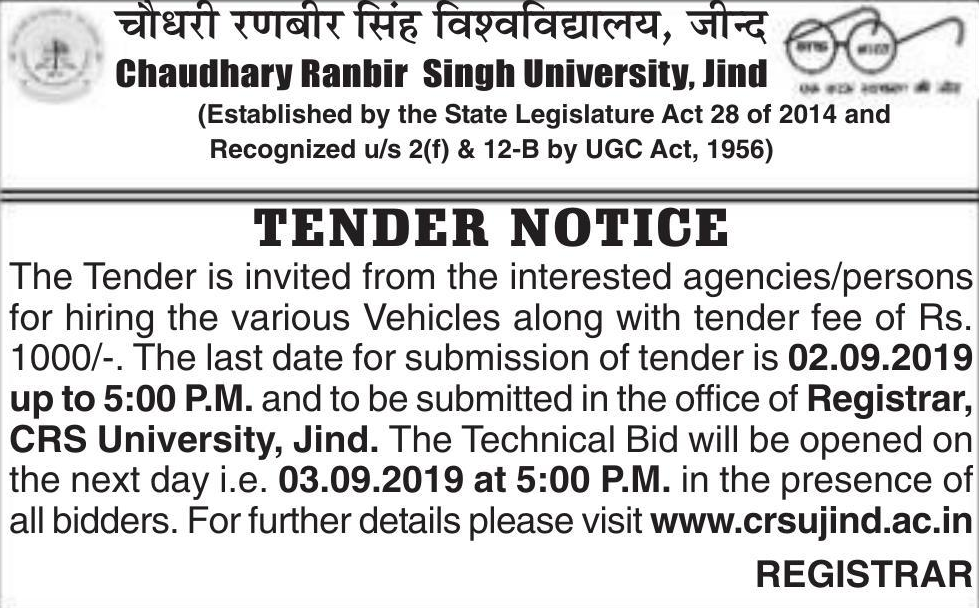 चौधरी रणबीर सिंह विश्वविद्यालय, जीन्द
Chaudhary Ranbir Singh University, Jind
(Established by the State Legislature Act 28 of 2014 and
Recognized u/s 2(f) & 12-B by UGC Act, 1956)
TENDER NOTICE
The Tender is invited from the interested agencies/persons
for hiring the various Vehicles along with tender fee of Rs.
1000/-. The last date for submission of tender is 02.09.2019
up to 5:00 P.M. and to be submitted in the office of Registrar,
CRS University, Jind. The Technical Bid will be opened on
the next day i.e. 03.09.2019 at 5:00 P.M. in the presence of
all bidders. For further details please visit www.crsujind.ac.in
REGISTRAR